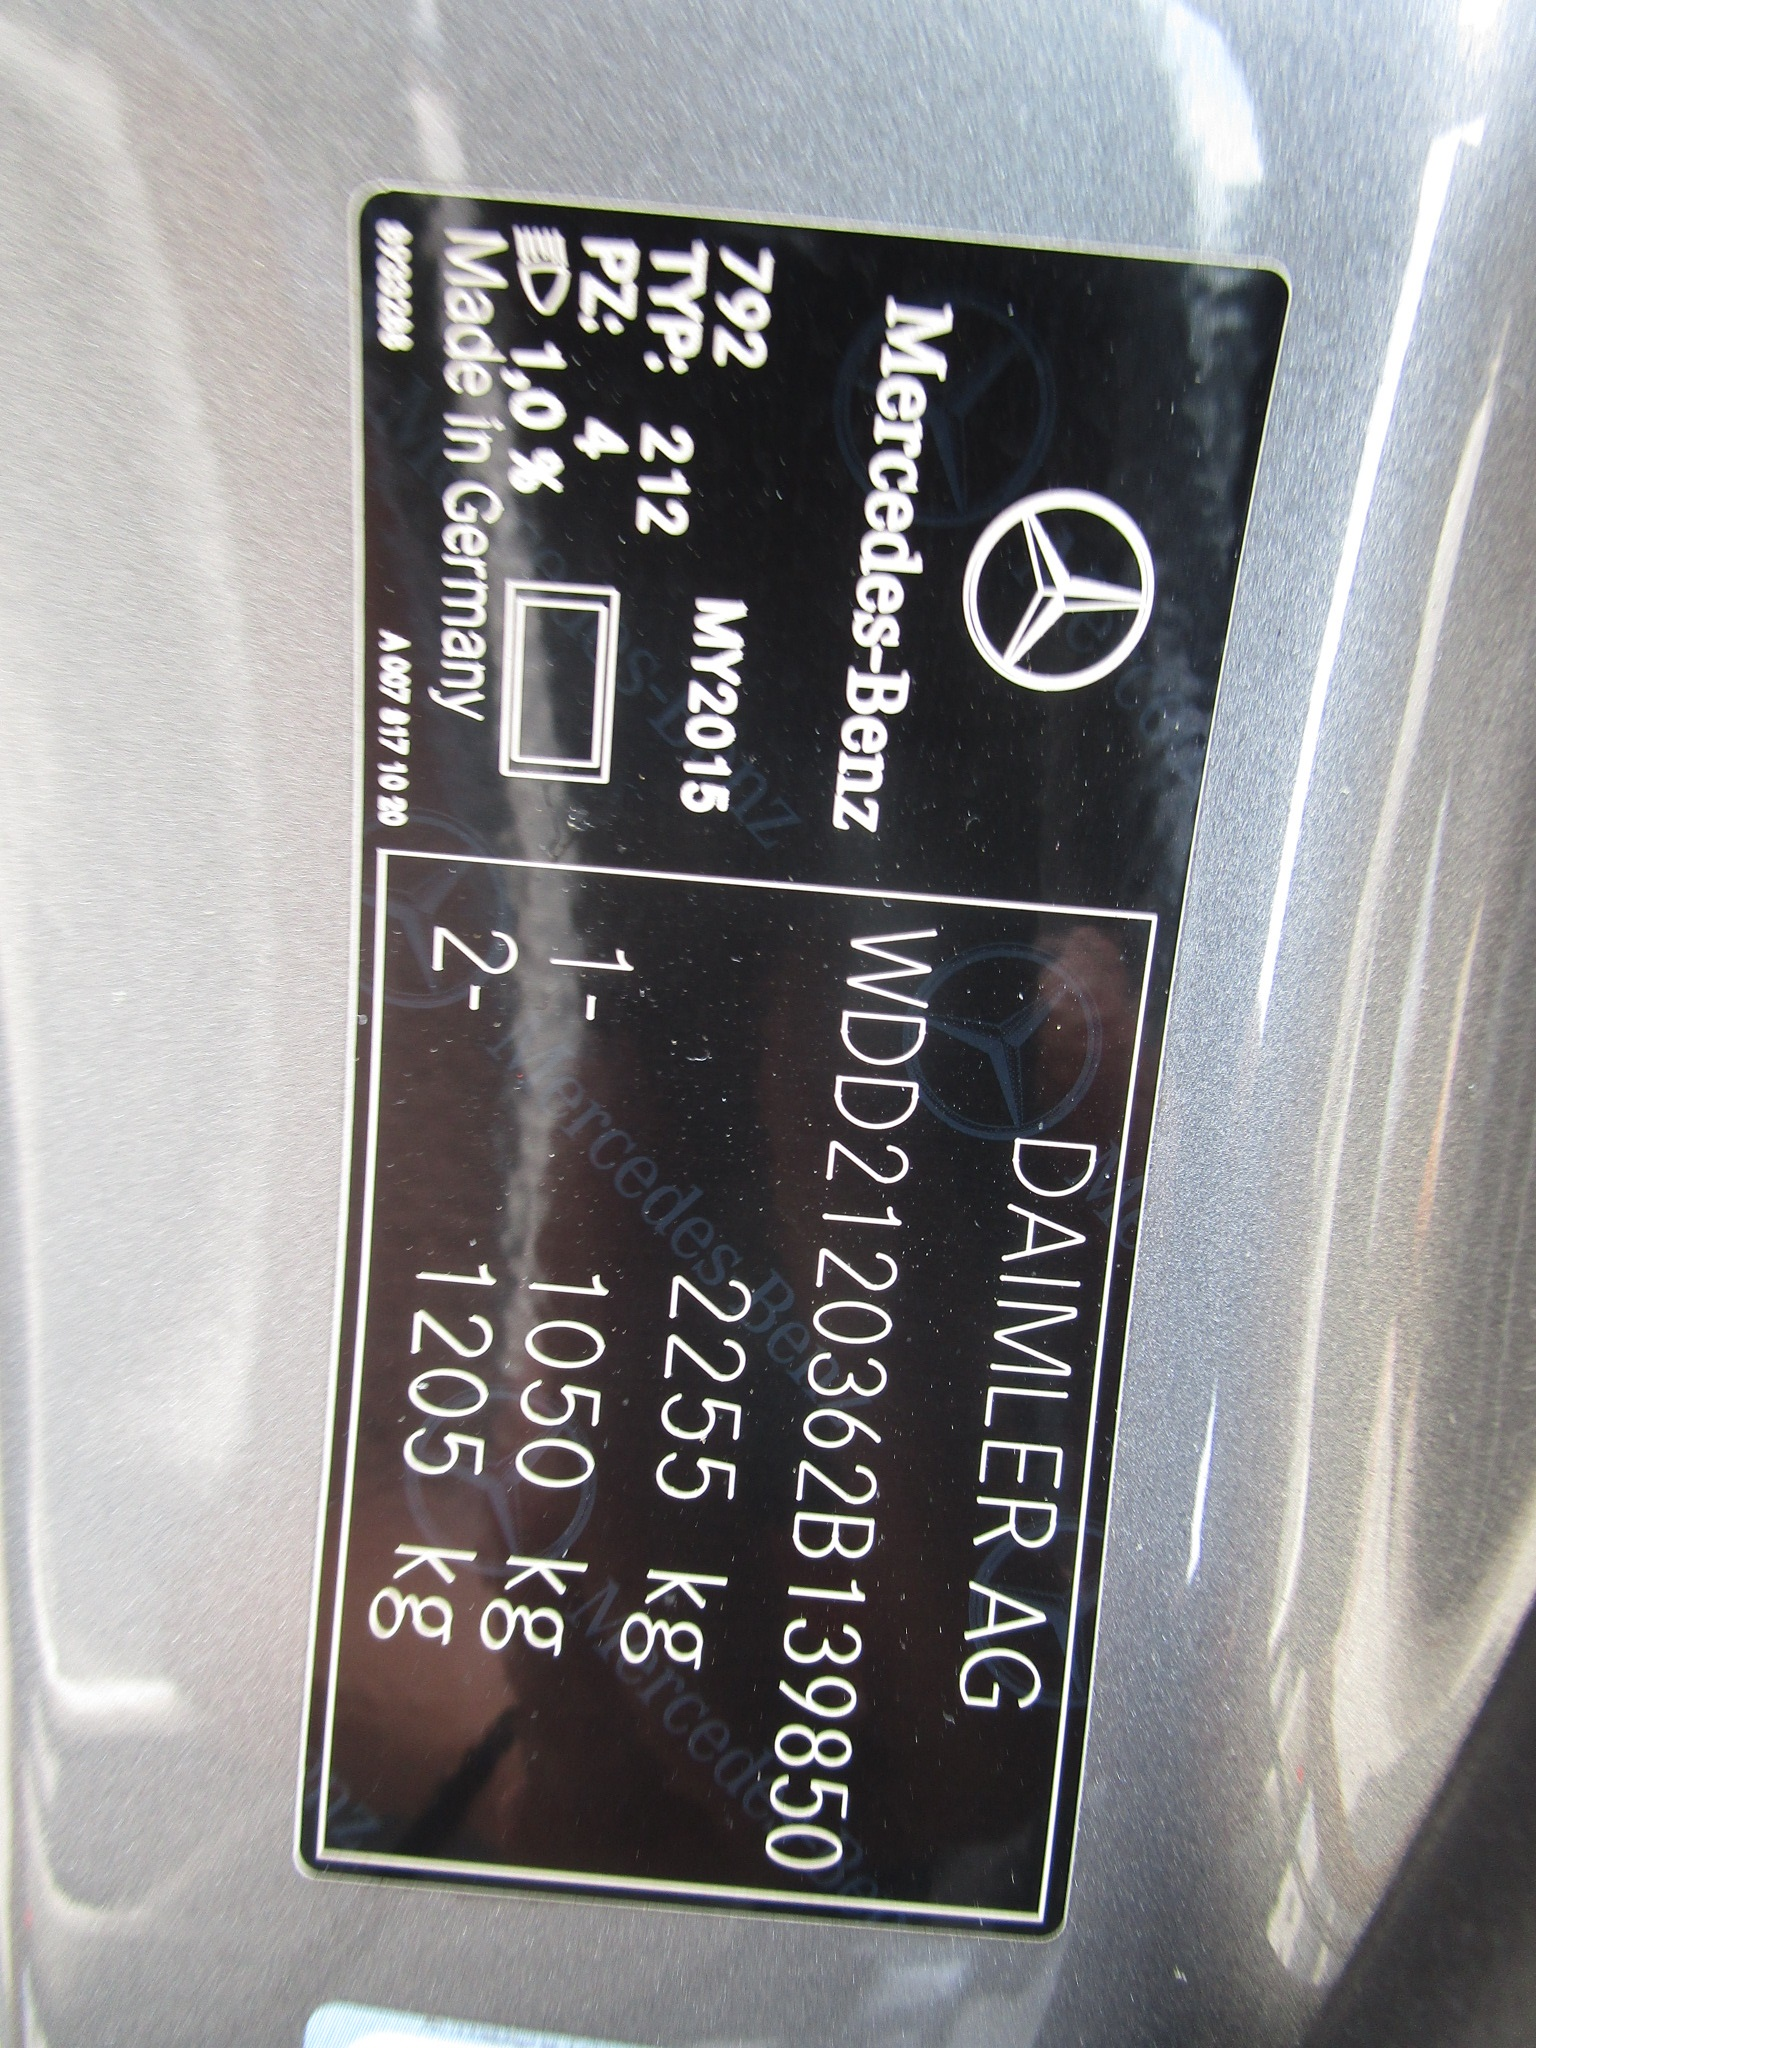 Mercedes-Benz
792 MY2015
TYP: 212
PZ: 4
1,0 %
Made in Germany
A 007 817 10 20
DAIMLER AG
WDD2120362B139850
2255 kg
1- 1050 kg
2- 1205 kg